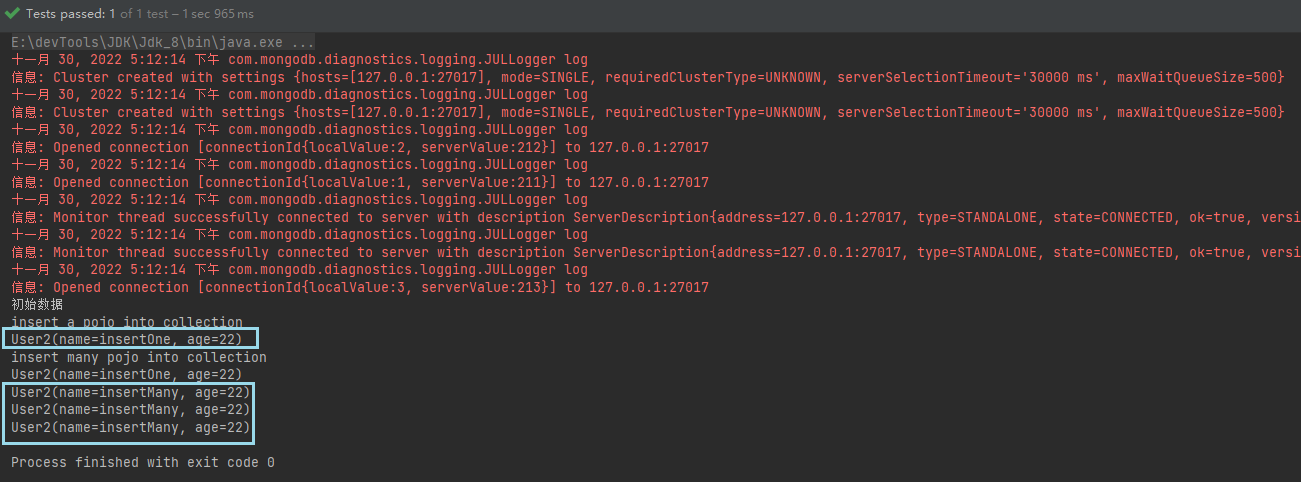 Tests passed: 1 of 1 test – 1 sec 965 ms
E:\devTools\JDK\Jdk_8\bin\java.exe ...
十一月 30, 2022 5:12:14 下午 com.mongodb.diagnostics.logging.JULLogger log
信息: Cluster created with settings {hosts=[127.0.0.1:27017], mode=SINGLE, requiredClusterType=UNKNOWN, serverSelectionTimeout='30000 ms', maxWaitQueueSize=500}
十一月 30, 2022 5:12:14 下午 com.mongodb.diagnostics.logging.JULLogger log
信息: Cluster created with settings {hosts=[127.0.0.1:27017], mode=SINGLE, requiredClusterType=UNKNOWN, serverSelectionTimeout='30000 ms', maxWaitQueueSize=500}
十一月 30, 2022 5:12:14 下午 com.mongodb.diagnostics.logging.JULLogger log
信息: Opened connection [connectionId{localValue:2, serverValue:212}] to 127.0.0.1:27017
十一月 30, 2022 5:12:14 下午 com.mongodb.diagnostics.logging.JULLogger log
信息: Opened connection [connectionId{localValue:1, serverValue:211}] to 127.0.0.1:27017
十一月 30, 2022 5:12:14 下午 com.mongodb.diagnostics.logging.JULLogger log
信息: Monitor thread successfully connected to server with description ServerDescription{address=127.0.0.1:27017, type=STANDALONE, state=CONNECTED, ok=true, versi
十一月 30, 2022 5:12:14 下午 com.mongodb.diagnostics.logging.JULLogger log
信息: Monitor thread successfully connected to server with description ServerDescription{address=127.0.0.1:27017, type=STANDALONE, state=CONNECTED, ok=true, versi
十一月 30, 2022 5:12:14 下午 com.mongodb.diagnostics.logging.JULLogger log
信息: Opened connection [connectionId{localValue:3, serverValue:213}] to 127.0.0.1:27017
初始数据
insert a pojo into collection
User2(name=insertOne, age=22)
insert many pojo into collection
User2(name=insertOne, age=22)
User2(name=insertMany, age=22)
User2(name=insertMany, age=22)
User2(name=insertMany, age=22)
Process finished with exit code 0